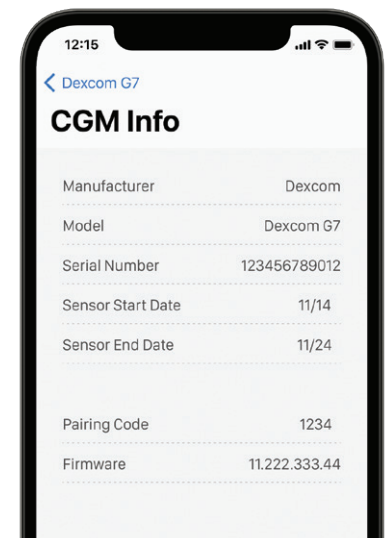 12:15
Dexcom G7
CGM Info
Manufacturer Dexcom
Model Dexcom G7
Serial Number 123456789012
Sensor Start Date 11/14
Sensor End Date 11/24
Pairing Code 1234
Firmware 11.222.333.44